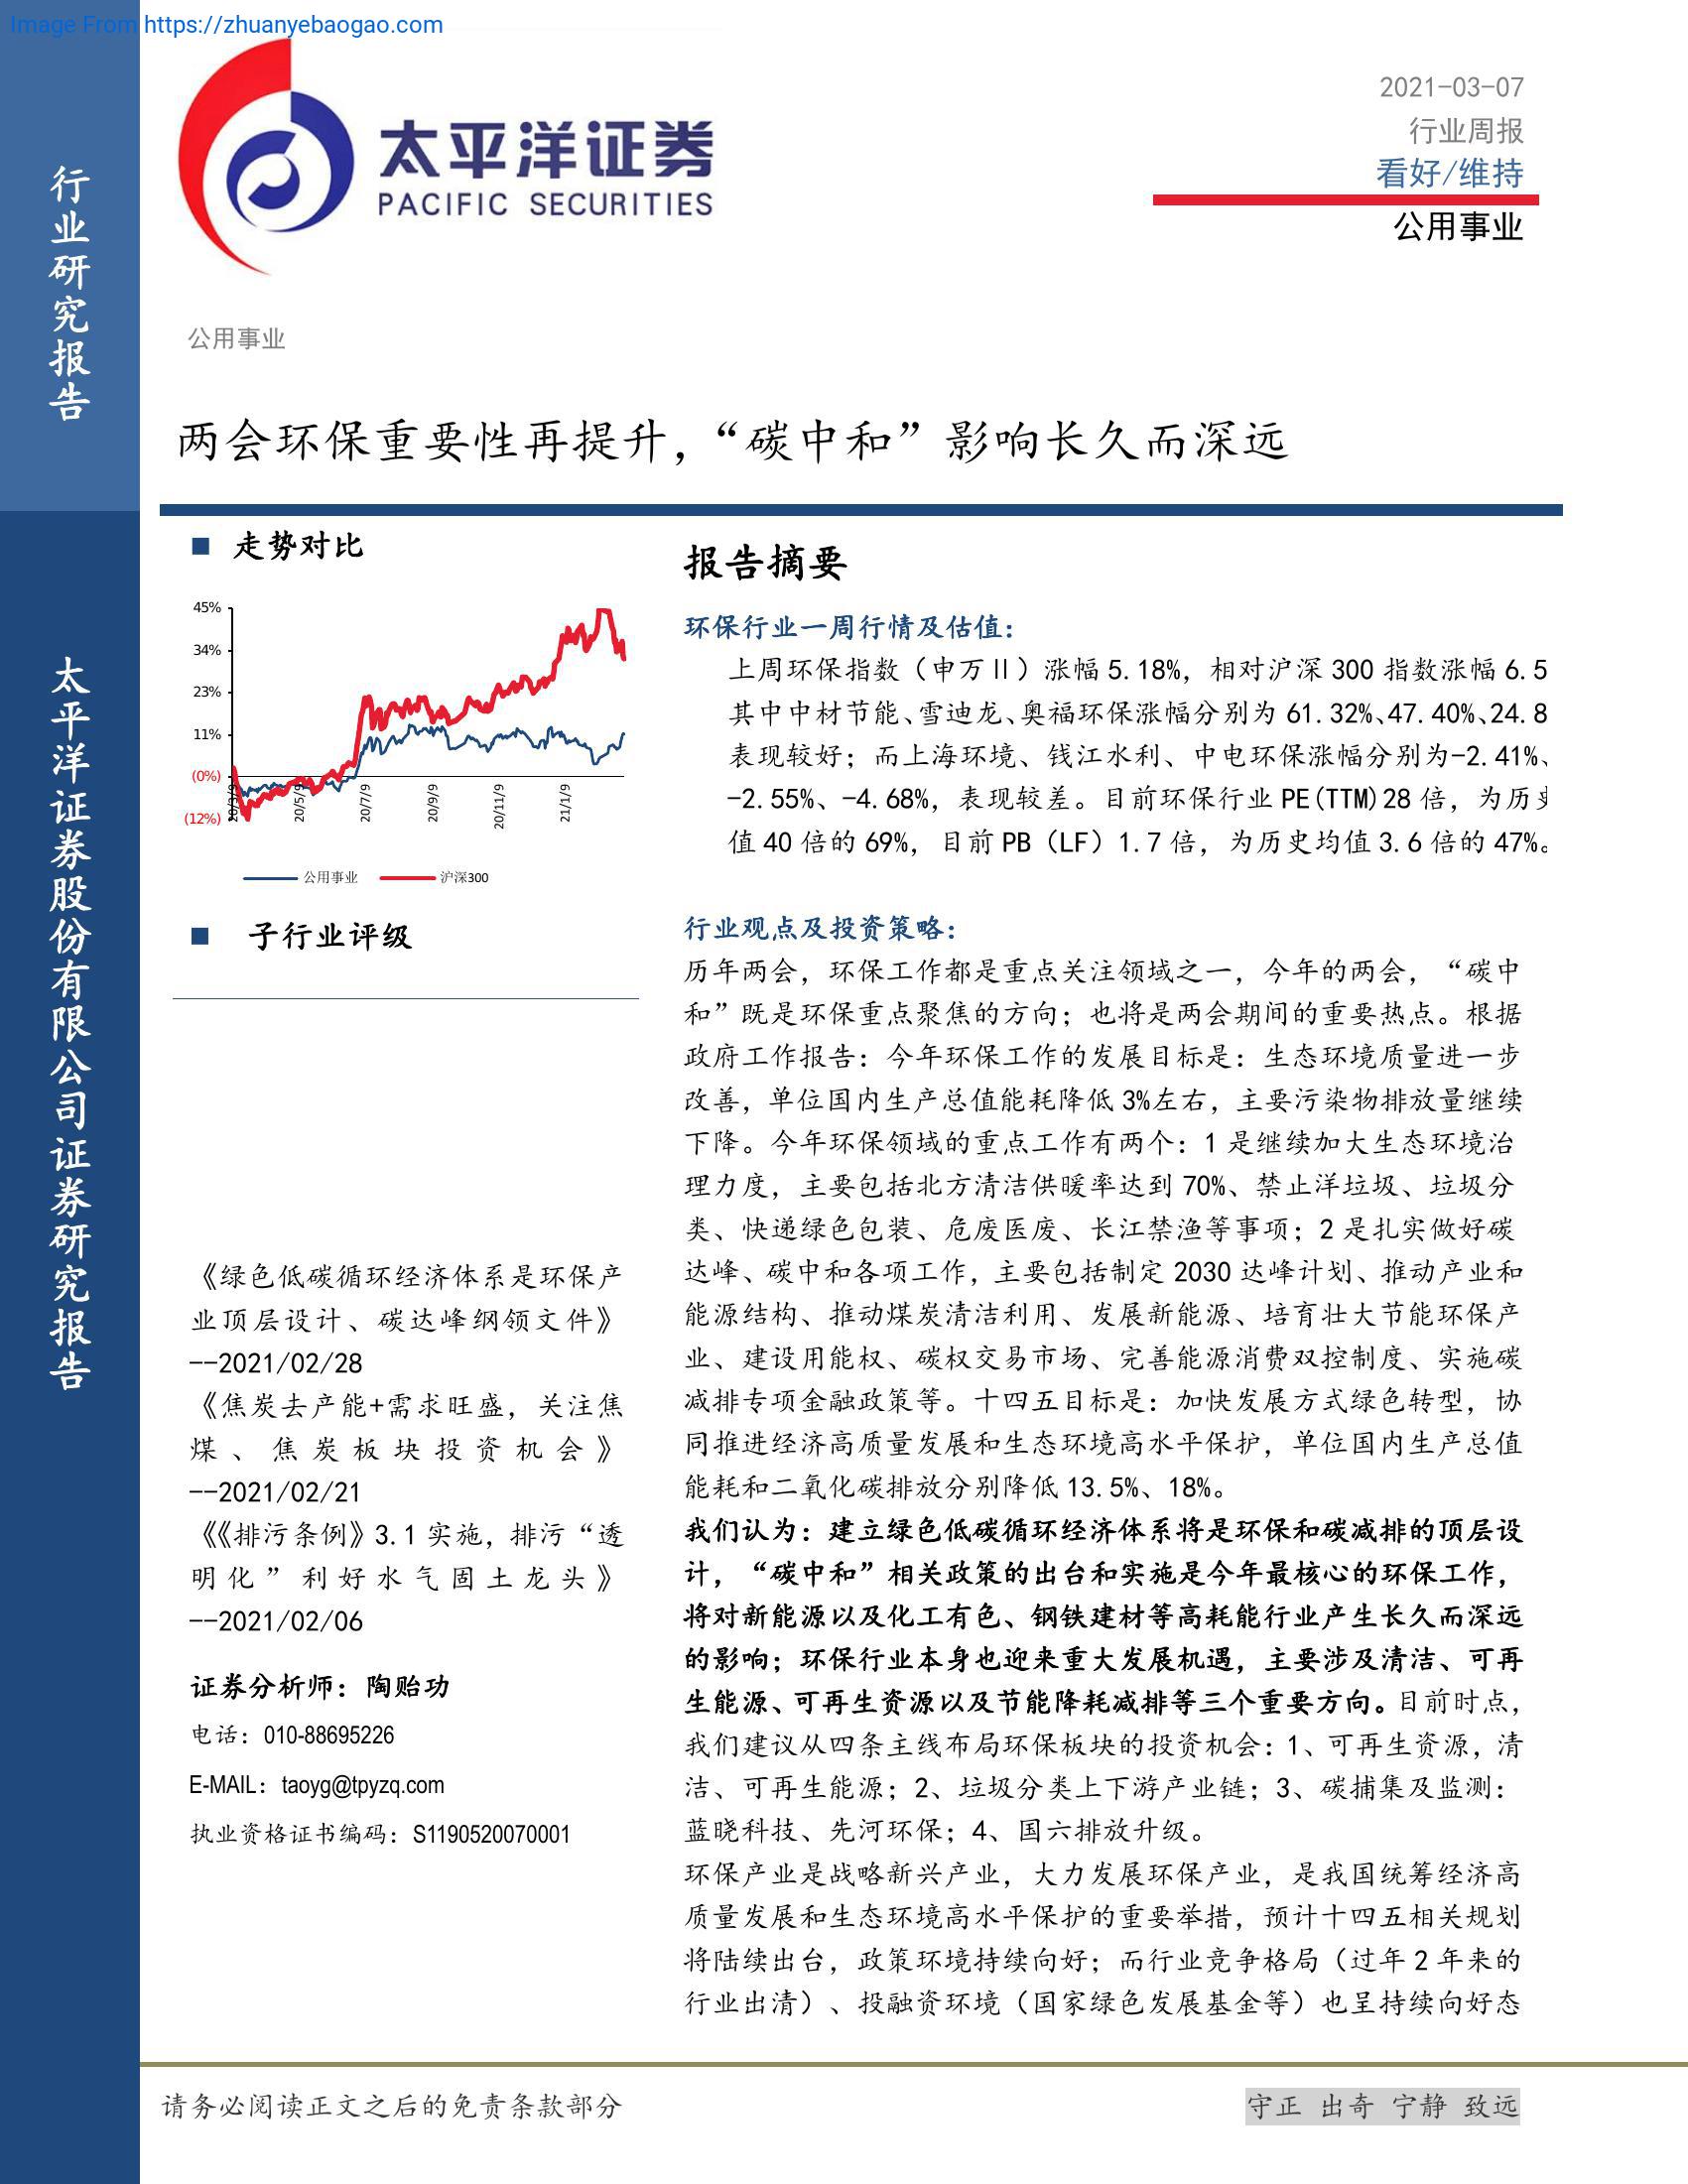 Image From https://zhuanyebaogao.com
行业研究报告
太平洋证券股份有限公司证券研究报告
太平洋证券
PACIFIC SECURITIES
2021-03-07
行业周报
看好/维持
公用事业
公用事业
两会环保重要性再提升，“碳中和”影响长久而深远
■ 走势对比
45%
34%
23%
11%
(0%)
(12%)
20/3/9
20/5/9
20/7/9
20/9/9
20/11/9
21/1/9
公用事业
沪深300
■ 子行业评级
《绿色低碳循环经济体系是环保产
业顶层设计、碳达峰纲领文件》
--2021/02/28
《焦炭去产能+需求旺盛，关注焦
煤、焦炭板块投资机会》
--2021/02/21
《《排污条例》3.1 实施，排污“透
明化”利好水气固土龙头》
--2021/02/06
证券分析师：陶贻功
电话：010-88695226
E-MAIL：taoyg@tpyzq.com
执业资格证书编码：S1190520070001
报告摘要
环保行业一周行情及估值：
上周环保指数（申万Ⅱ）涨幅 5.18%，相对沪深 300 指数涨幅 6.5
其中中材节能、雪迪龙、奥福环保涨幅分别为 61.32%、47.40%、24.8
表现较好；而上海环境、钱江水利、中电环保涨幅分别为-2.41%、
-2.55%、-4.68%，表现较差。目前环保行业 PE(TTM)28 倍，为历
值 40 倍的 69%，目前 PB（LF）1.7 倍，为历史均值 3.6 倍的 47%。
行业观点及投资策略：
历年两会，环保工作都是重点关注领域之一，今年的两会，“碳中
和”既是环保重点聚焦的方向；也将是两会期间的重要热点。根据
政府工作报告：今年环保工作的发展目标是：生态环境质量进一步
改善，单位国内生产总值能耗降低 3%左右，主要污染物排放量继续
下降。今年环保领域的重点工作有两个：1 是继续加大生态环境治
理力度，主要包括北方清洁供暖率达到 70%、禁止洋垃圾、垃圾分
类、快递绿色包装、危废医废、长江禁渔等事项；2 是扎实做好碳
达峰、碳中和各项工作，主要包括制定 2030 达峰计划、推动产业和
能源结构、推动煤炭清洁利用、发展新能源、培育壮大节能环保产
业、建设用能权、碳权交易市场、完善能源消费双控制度、实施碳
减排专项金融政策等。十四五目标是：加快发展方式绿色转型，协
同推进经济高质量发展和生态环境高水平保护，单位国内生产总值
能耗和二氧化碳排放分别降低 13.5%、18%。
我们认为：建立绿色低碳循环经济体系将是环保和碳减排的顶层设
计，“碳中和”相关政策的出台和实施是今年最核心的环保工作，
将对新能源以及化工有色、钢铁建材等高耗能行业产生长久而深远
的影响；环保行业本身也迎来重大发展机遇，主要涉及清洁、可再
生能源、可再生资源以及节能降耗减排等三个重要方向。目前时点，
我们建议从四条主线布局环保板块的投资机会：1、可再生资源，清
洁、可再生能源；2、垃圾分类上下游产业链；3、碳捕集及监测：
蓝晓科技、先河环保；4、国六排放升级。
环保产业是战略新兴产业，大力发展环保产业，是我国统筹经济高
质量发展和生态环境高水平保护的重要举措，预计十四五相关规划
将陆续出台，政策环境持续向好；而行业竞争格局（过年 2 年来的
行业出清）、投融资环境（国家绿色发展基金等）也呈持续向好态
请务必阅读正文之后的免责条款部分
守正 出奇 宁静 致远